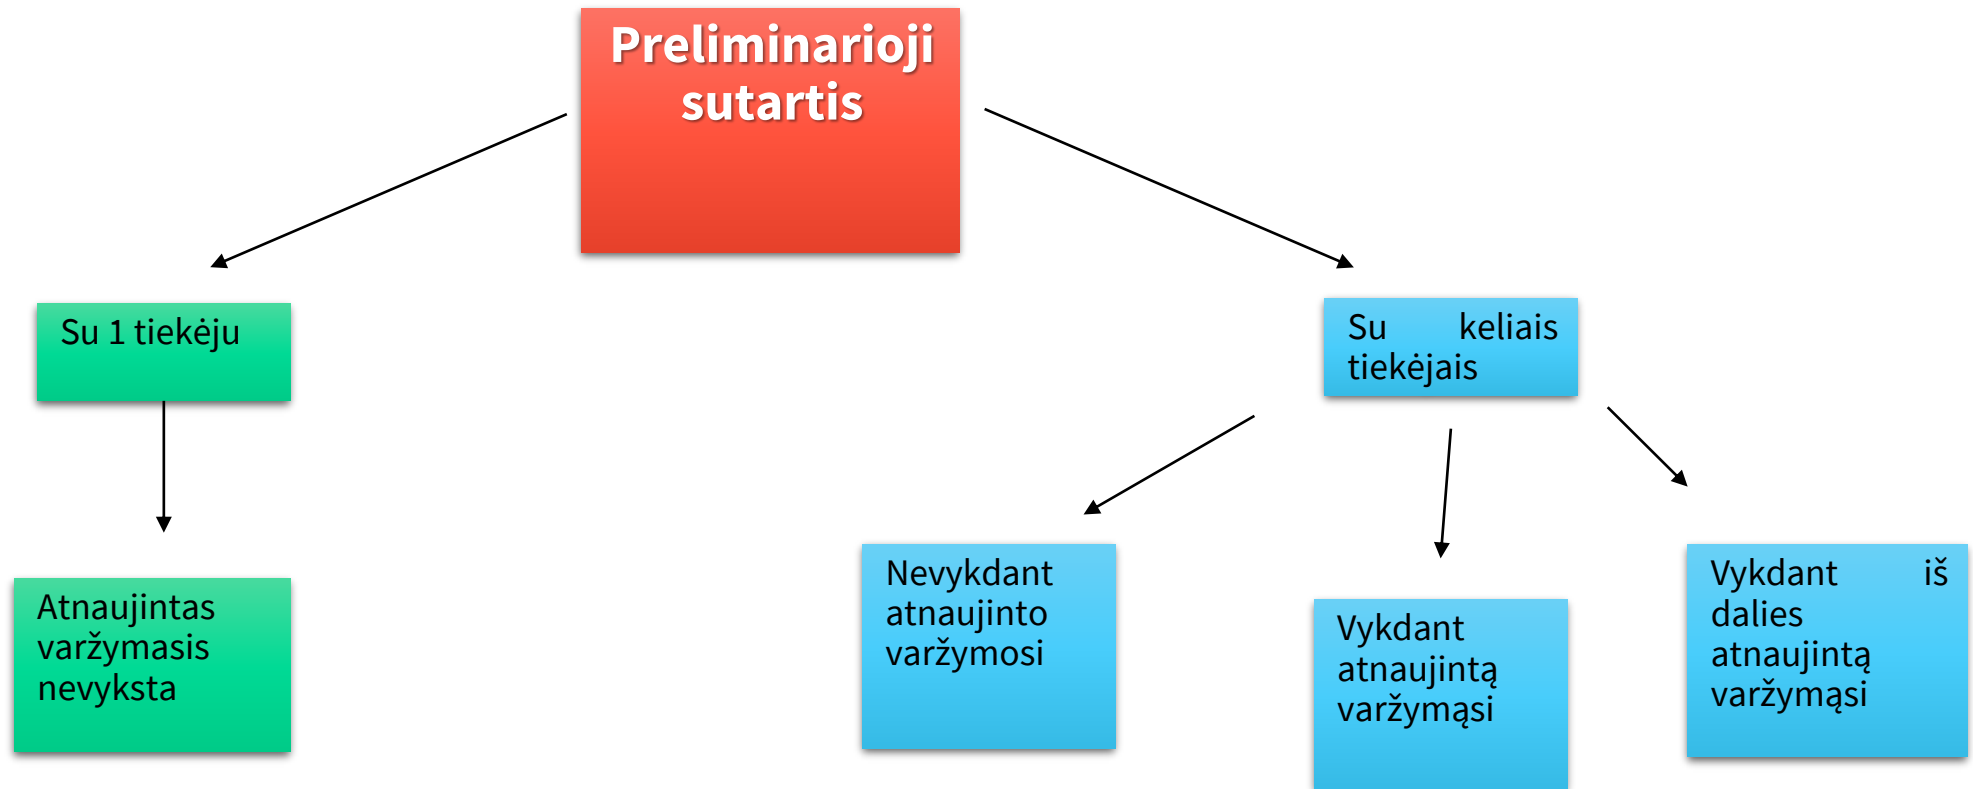 Preliminarioji
sutartis
Su 1 tiekėju
Su keliais
tiekėjais
Atnaujintas
varžymasis
nevyksta
Nevykdant
atnaujinto
varžymosi
Vykdant
atnaujintą
varžymąsi
Vykdant iš
dalies
atnaujintą
varžymąsi